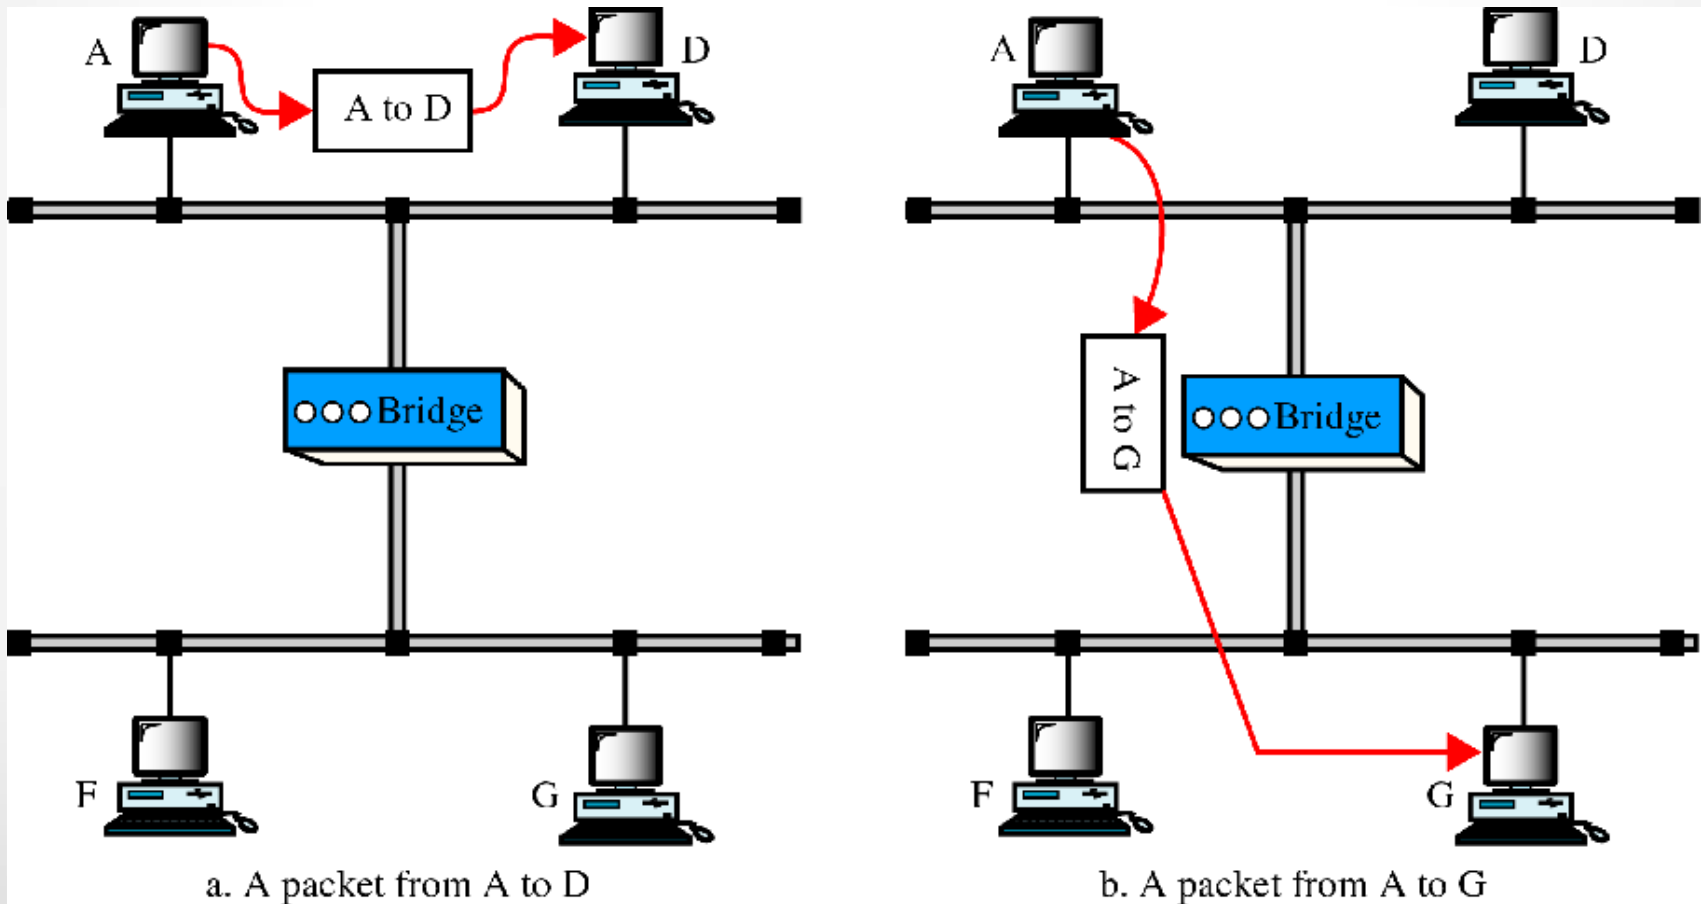 A
A to D
D
Bridge
F
G
a. A packet from A to D
A
D
A to G
Bridge
F
G
b. A packet from A to G